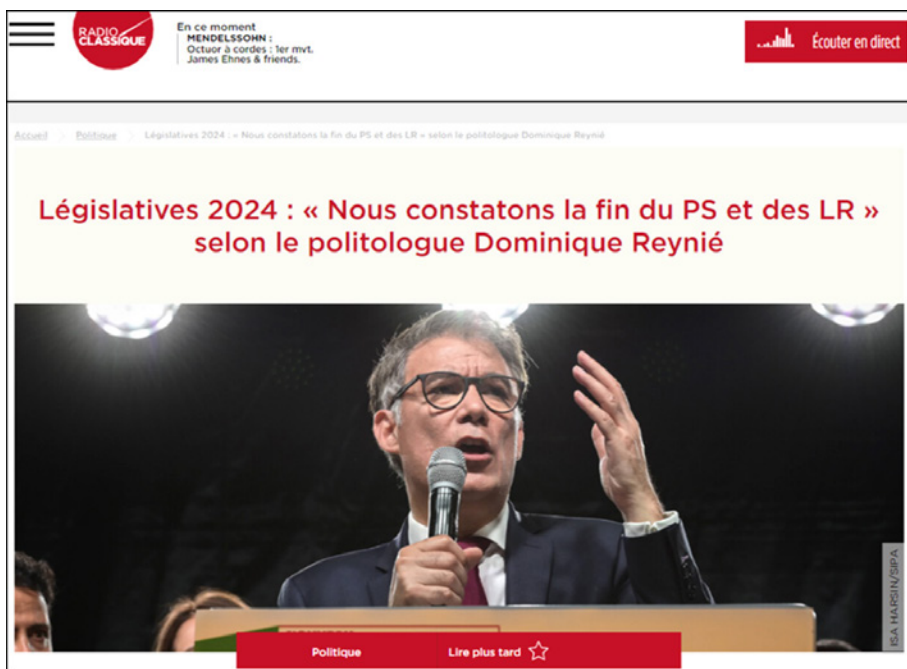 RADIO
CLASSIQUE
En ce moment
MENDELSSOHN :
Octuor à cordes : 1er mvt.
James Ehnes & friends.
Écouter en direct
Accueil
Politique
Législatives 2024 : « Nous constatons la fin du PS et des LR » selon le politologue Dominique Reynié
Législatives 2024 : « Nous constatons la fin du PS et des LR »
selon le politologue Dominique Reynié
ISA HARSIN/SIPA
Politique
Lire plus tard